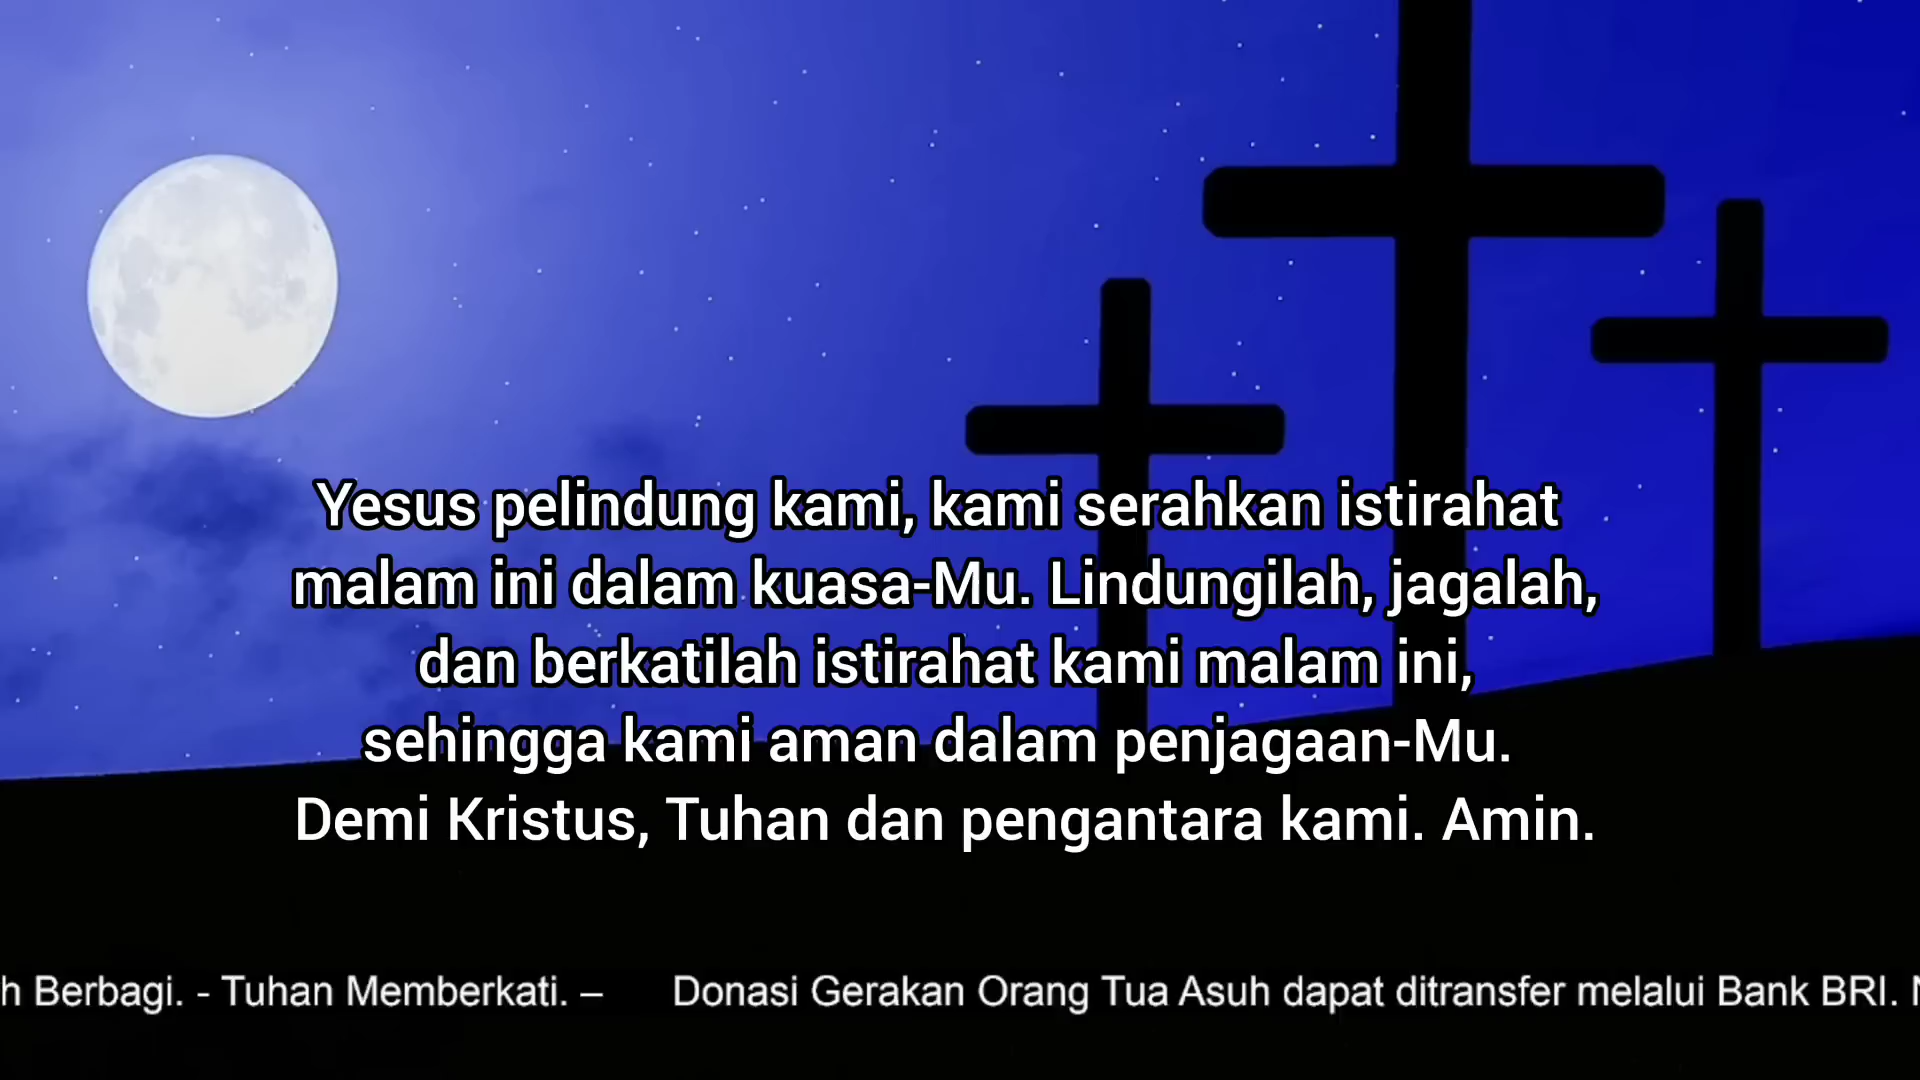 Yesus pelindung kami, kami serahkan istirahat
malam ini dalam kuasa-Mu. Lindungilah, jagalah,
dan berkatilah istirahat kami malam ini,
sehingga kami aman dalam penjagaan-Mu.
Demi Kristus, Tuhan dan pengantara kami. Amin.
h Berbagi. - Tuhan Memberkati. – Donasi Gerakan Orang Tua Asuh dapat ditransfer melalui Bank BRI.